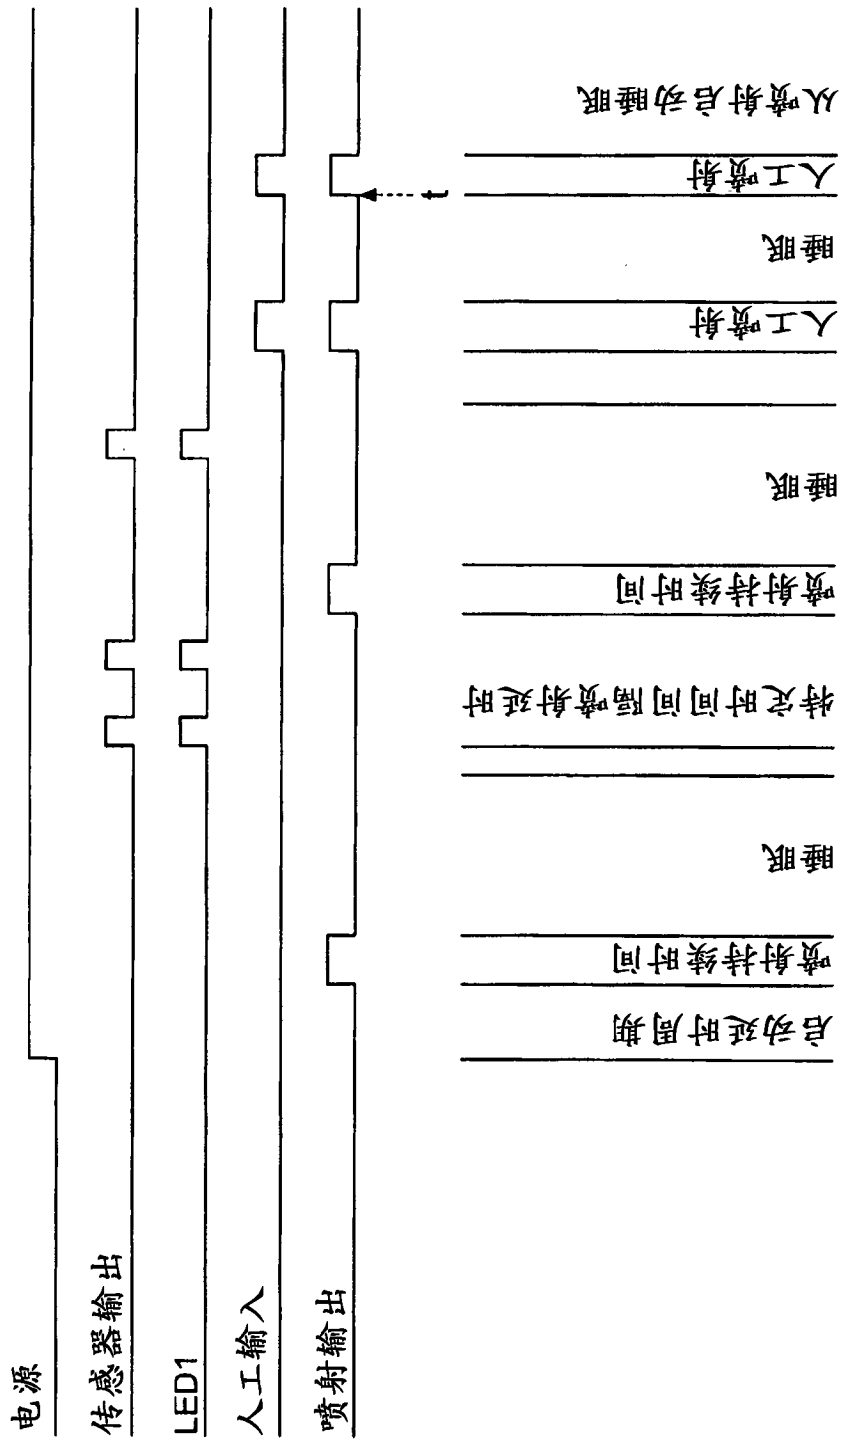 电源
传感器输出
LED1
人工输入
喷射输出
启动延时周期
喷射持续时间
睡眠
特定时间间隔喷射延时
喷射持续时间
睡眠
人工喷射
睡眠
t
人工喷射
从喷射启动睡眠